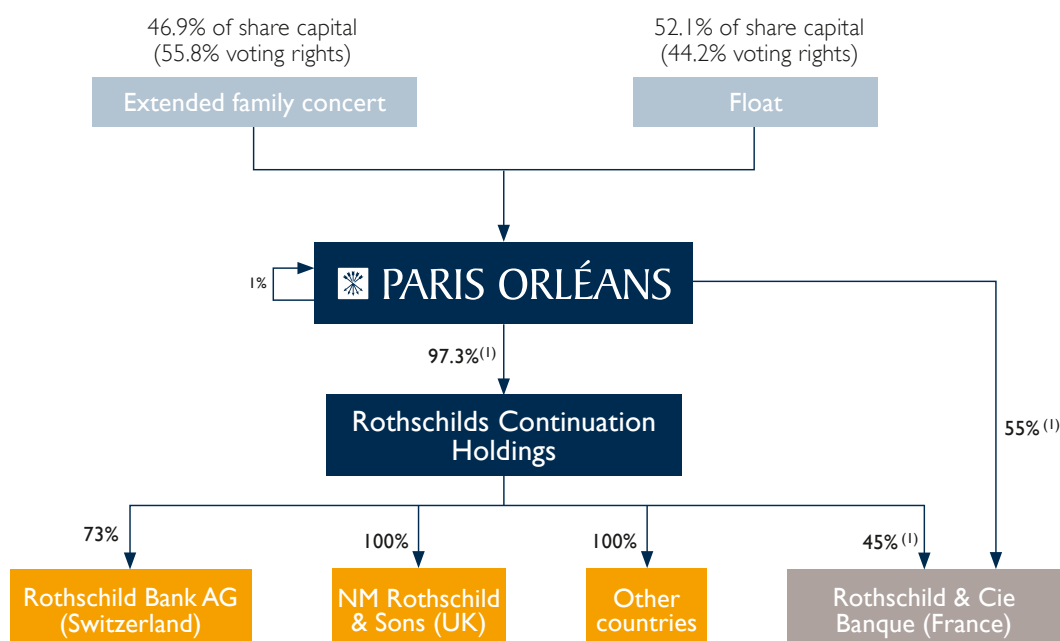 46.9% of share capital
(55.8% voting rights)
52.1% of share capital
(44.2% voting rights)
Extended family concert
Float
1%
PARIS ORLÉANS
97.3%(1)
Rothschilds Continuation
Holdings
55% (1)
73%
100%
100%
45% (1)
Rothschild Bank AG
(Switzerland)
NM Rothschild
& Sons (UK)
Other
countries
Rothschild & Cie
Banque (France)